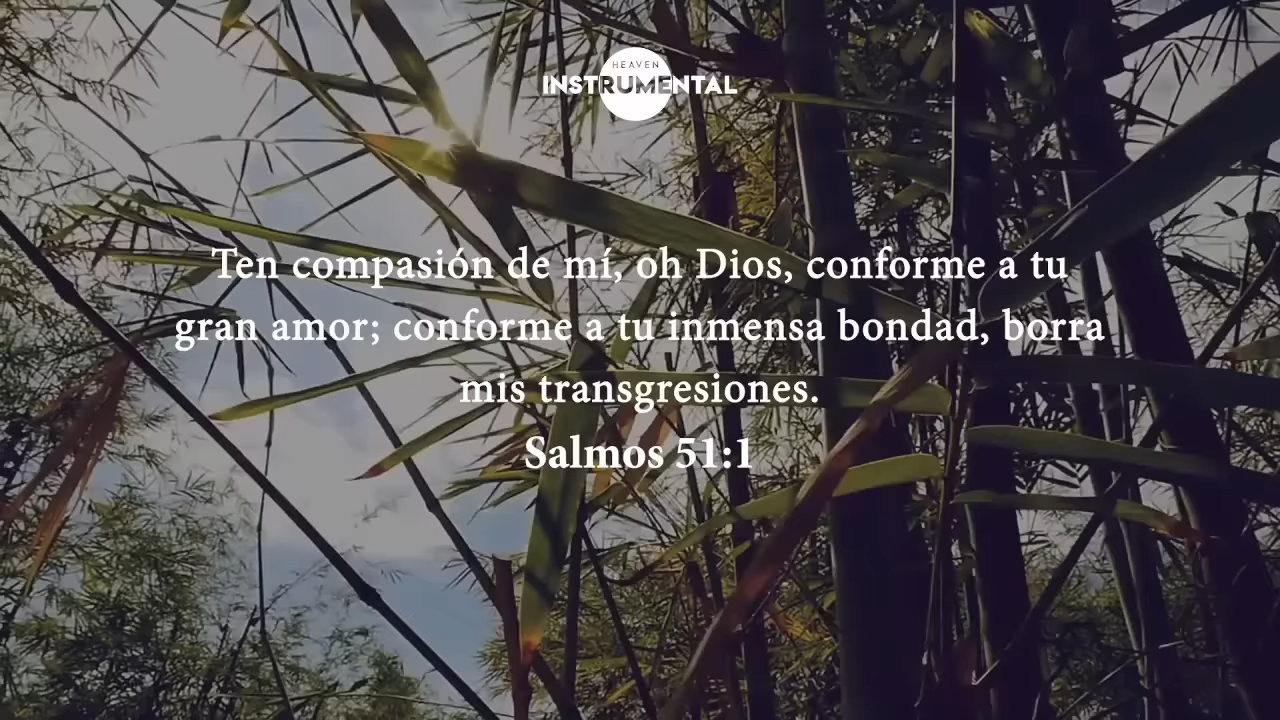 HEAVEN
INSTRUMENTAL
Ten compasión de mí, oh Dios, conforme a tu
gran amor; conforme a tu inmensa bondad, borra
mis transgresiones.
Salmos 51:1